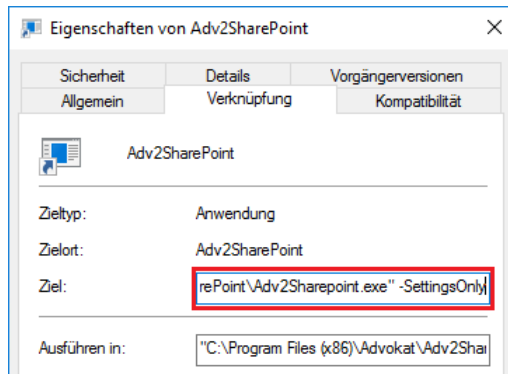 Eigenschaften von Adv2SharePoint
Sicherheit Details Vorgängerversionen
Allgemein Verknüpfung Kompatibilität
Adv2SharePoint
Zieltyp: Anwendung
Zielort: Adv2SharePoint
Ziel: rePoint\Adv2Sharepoint.exe" -SettingsOnly
Ausführen in: "C:\Program Files (x86)\Advokat\Adv2Shar